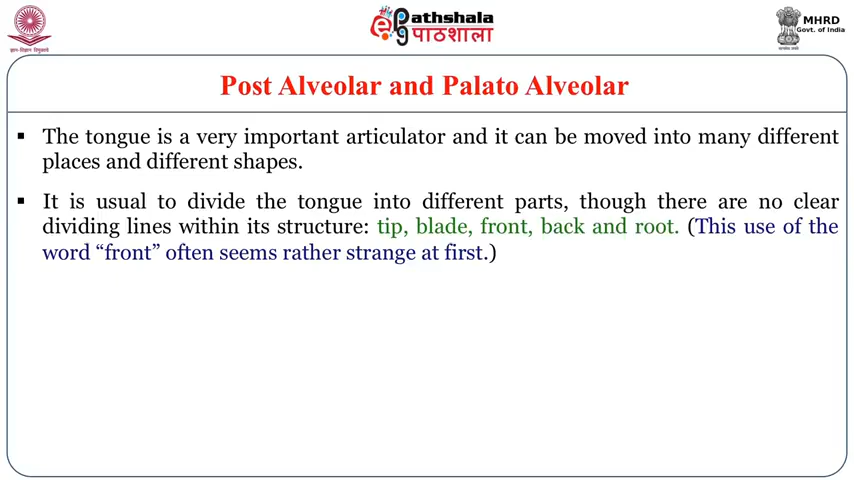 ePathshala
पाठशाला
MHRD
Govt. of India
Post Alveolar and Palato Alveolar
▪ The tongue is a very important articulator and it can be moved into many different
places and different shapes.
▪ It is usual to divide the tongue into different parts, though there are no clear
dividing lines within its structure: tip, blade, front, back and root. (This use of the
word “front” often seems rather strange at first.)